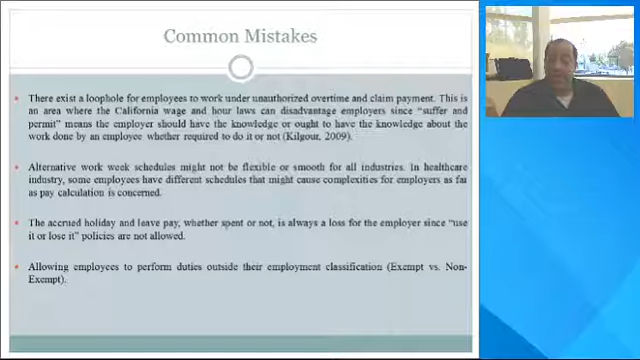 Common Mistakes
There exist a loophole for employees to work under unauthorized overtime and claim payment. This is
an area where the California wage and hour laws can disadvantage employers since “suffer and
permit” means the employer should have the knowledge or ought to have the knowledge about the
work done by an employee whether required to do it or not (Kilgour, 2009).
Alternative work week schedules might not be flexible or smooth for all industries. In healthcare
industry, some employees have different schedules that might cause complexities for employers as far
as pay calculation is concerned.
The accrued holiday and leave pay, whether spent or not, is always a loss for the employer since “use
it or lose it” policies are not allowed.
Allowing employees to perform duties outside their employment classification (Exempt vs. Non-
Exempt).